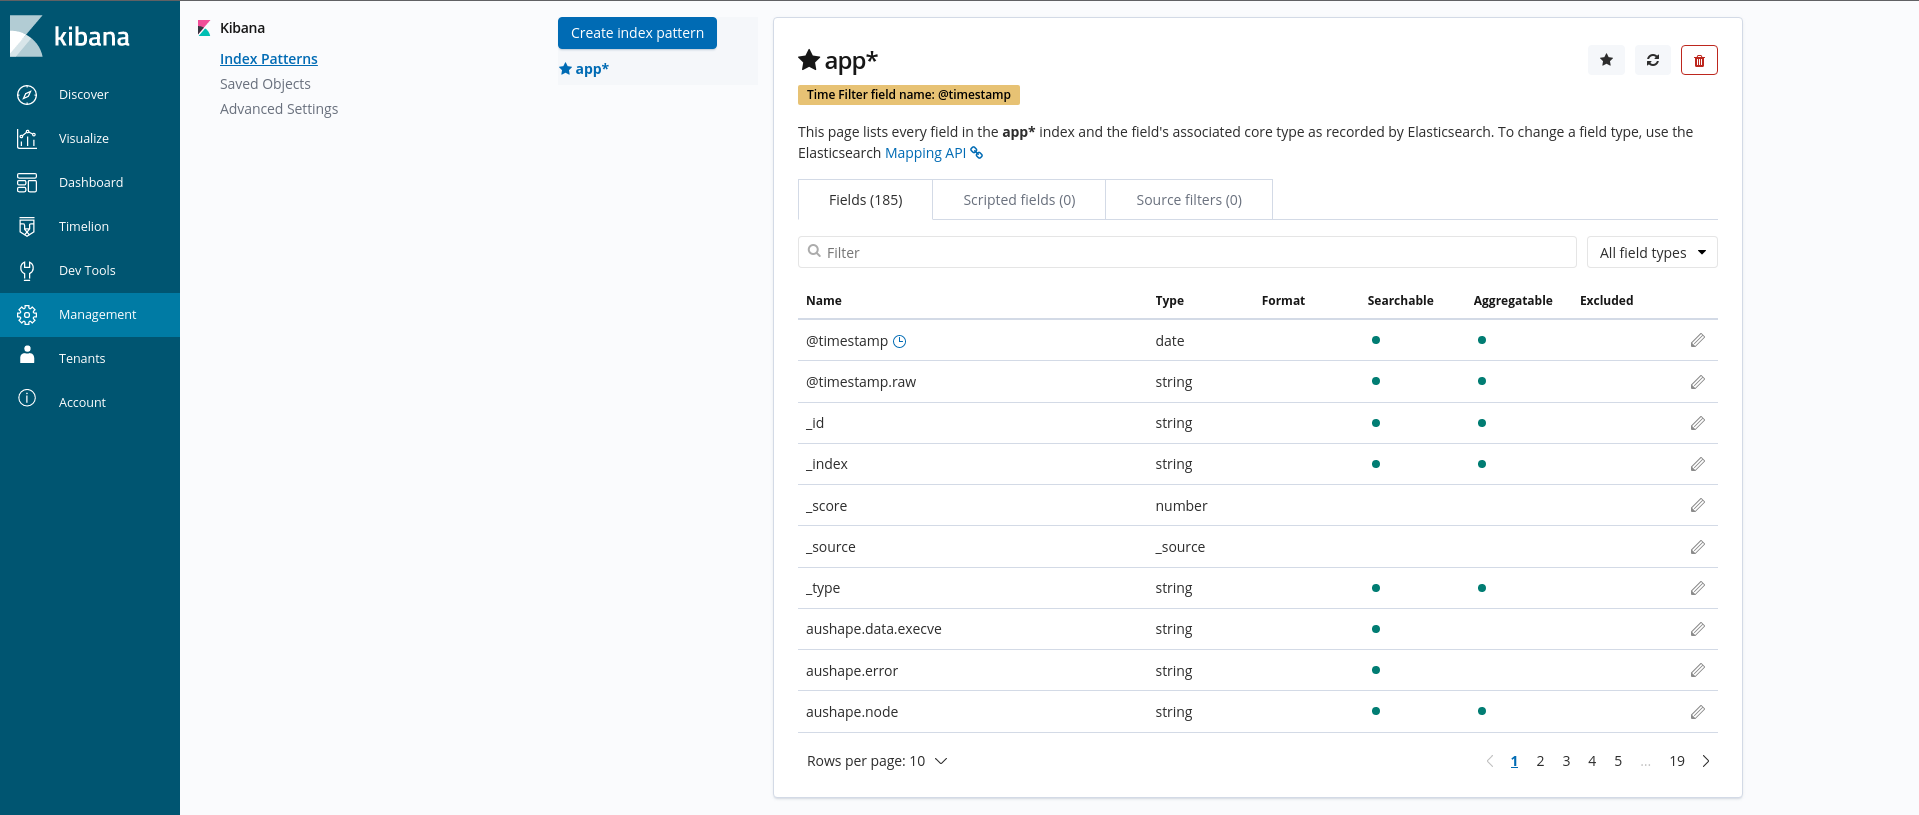 kibana
Discover
Visualize
Dashboard
Timelion
Dev Tools
Management
Tenants
Account
Kibana
Index Patterns
Saved Objects
Advanced Settings
Create index pattern
app*
app*
Time Filter field name: @timestamp
This page lists every field in the app* index and the field's associated core type as recorded by Elasticsearch. To change a field type, use the
Elasticsearch Mapping API
Fields (185) Scripted fields (0) Source filters (0)
Filter All field types
Name Type Format Searchable Aggregatable Excluded
@timestamp date
@timestamp.raw string
_id string
_index string
_score number
_source _source
_type string
aushape.data.execve string
aushape.error string
aushape.node string
Rows per page: 10 1 2 3 4 5 ... 19